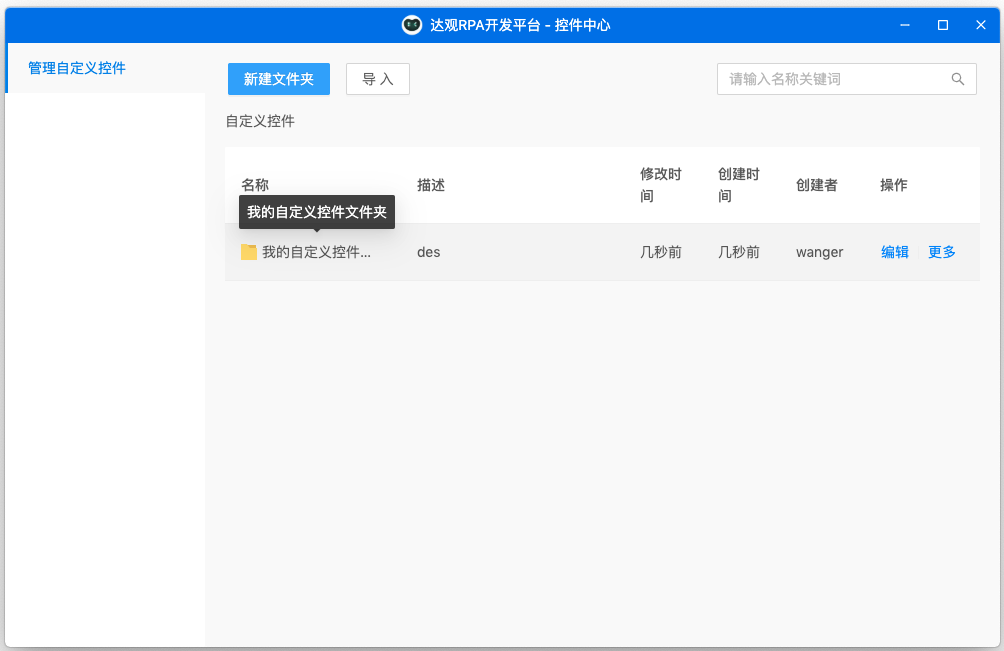 达观RPA开发平台 - 控件中心
管理自定义控件
新建文件夹 导 入 请输入名称关键词
自定义控件
名称 描述 修改时间 创建时间 创建者 操作
我的自定义控件文件夹
我的自定义控件... des 几秒前 几秒前 wanger 编辑 更多